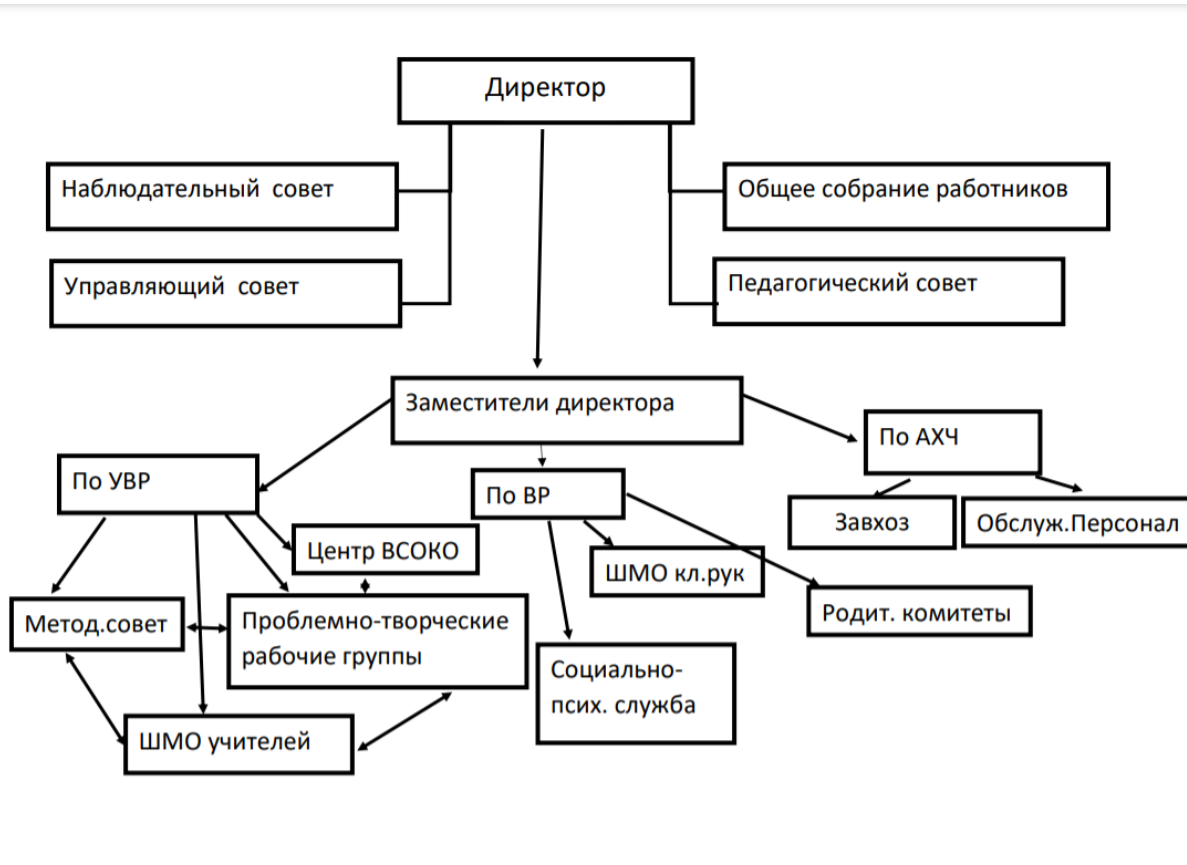 Директор
Наблюдательный совет
Общее собрание работников
Управляющий совет
Педагогический совет
Заместители директора
По АХЧ
По УВР
По ВР
Завхоз
Обслуж.Персонал
Центр ВСОКО
ШМО кл.рук
Метод.совет
Проблемно-творческие
рабочие группы
Родит. комитеты
Социально-
псих. служба
ШМО учителей